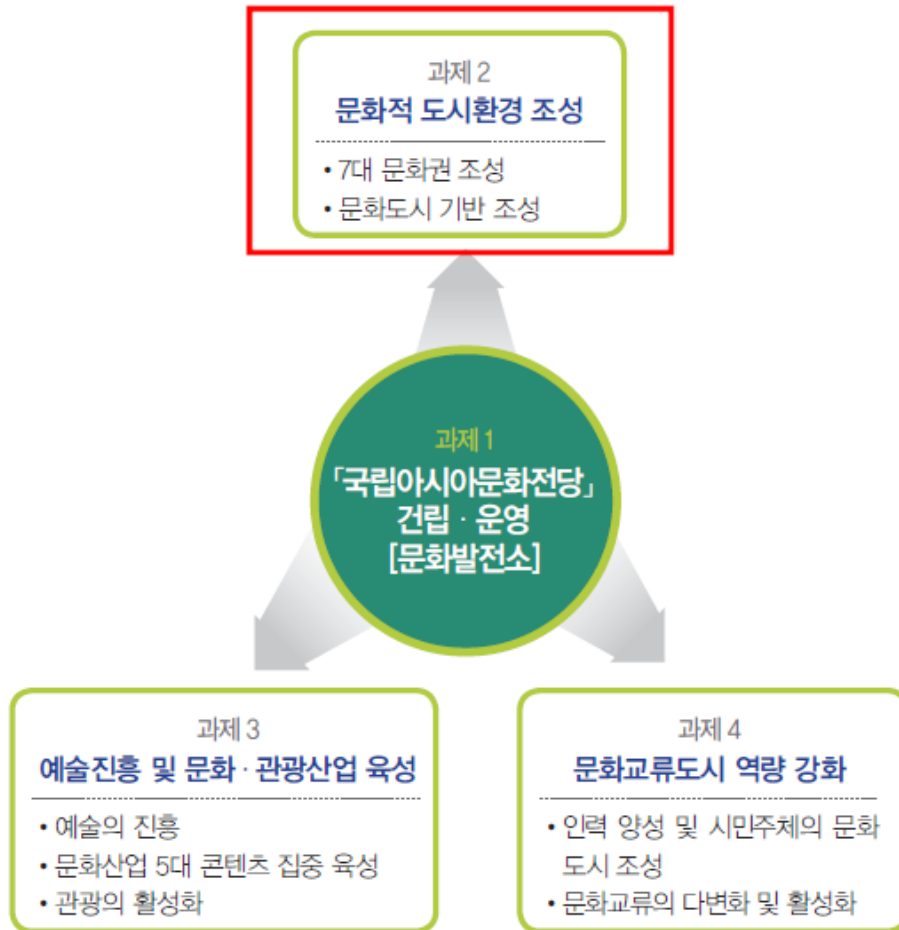 과제 2
문화적 도시환경 조성
• 7대 문화권 조성
• 문화도시 기반 조성
과제 1
「국립아시아문화전당」
건립 · 운영
[문화발전소]
과제 3
예술진흥 및 문화 · 관광산업 육성
• 예술의 진흥
• 문화산업 5대 콘텐츠 집중 육성
• 관광의 활성화
과제 4
문화교류도시 역량 강화
• 인력 양성 및 시민주체의 문화
도시 조성
• 문화교류의 다변화 및 활성화